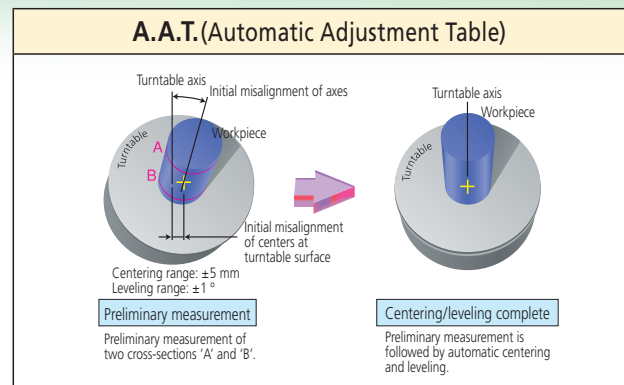 A.A.T.(Automatic Adjustment Table)
Turntable axis
Initial misalignment of axes
Workpiece
Turntable
A
B
Initial misalignment
of centers at
turntable surface
Centering range: ±5 mm
Leveling range: ±1 º
Preliminary measurement
Preliminary measurement of
two cross-sections 'A' and 'B'.
Turntable axis
Workpiece
Turntable
Centering/leveling complete
Preliminary measurement is
followed by automatic centering
and leveling.